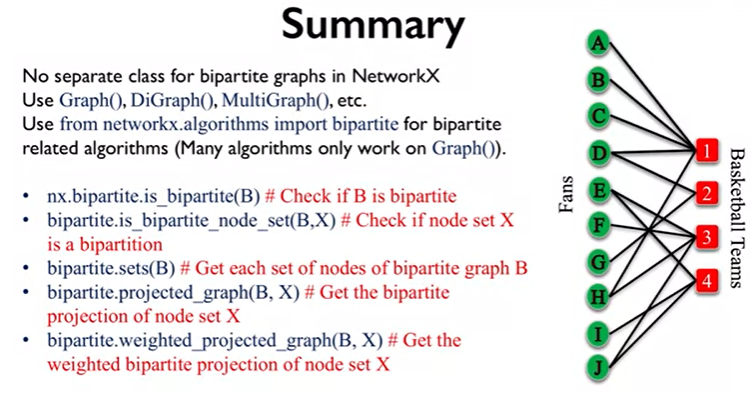 Summary
No separate class for bipartite graphs in NetworkX
Use Graph(), DiGraph(), MultiGraph(), etc.
Use from networkx.algorithms import bipartite for bipartite
related algorithms (Many algorithms only work on Graph()).
• nx.bipartite.is_bipartite(B) # Check if B is bipartite
• bipartite.is_bipartite_node_set(B,X) # Check if node set X
is a bipartition
• bipartite.sets(B) # Get each set of nodes of bipartite graph B
• bipartite.projected_graph(B, X) # Get the bipartite
projection of node set X
• bipartite.weighted_projected_graph(B, X) # Get the
weighted bipartite projection of node set X
Fans
A
B
C
D
E
F
G
H
I
J
1
2
3
4
Basketball Teams